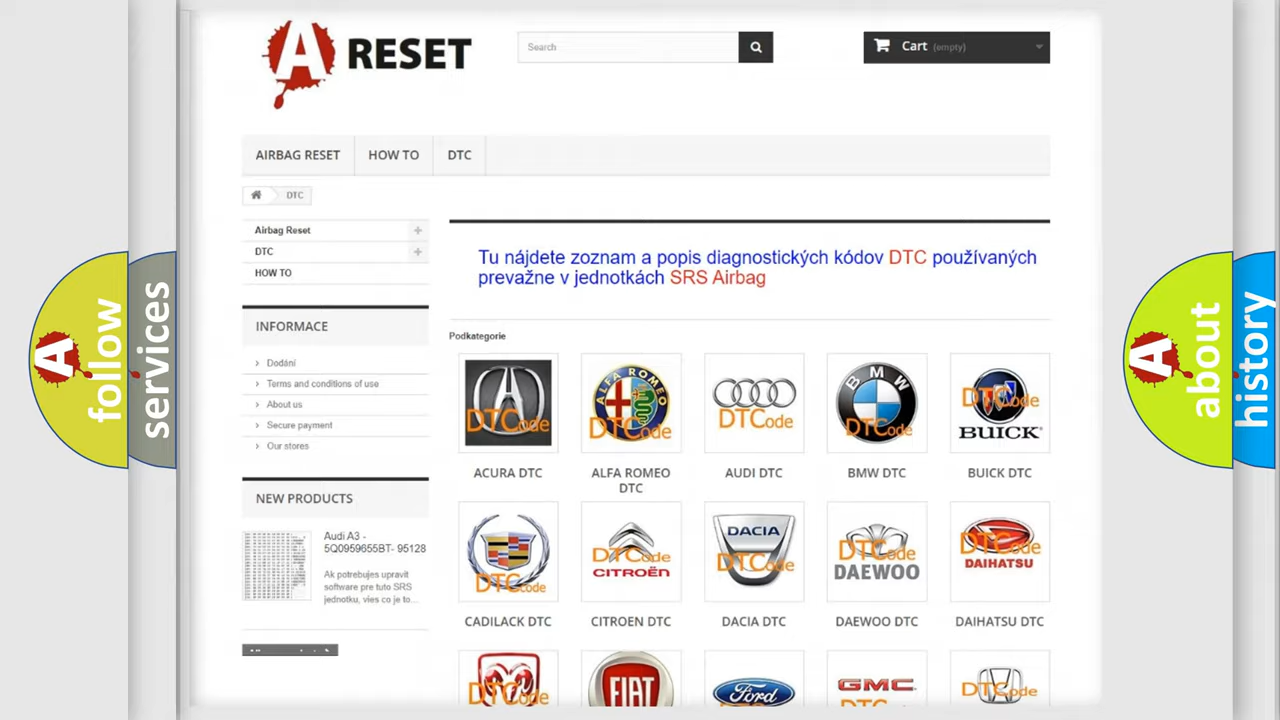 A RESET
Search
Cart (empty)
AIRBAG RESET
HOW TO
DTC
DTC
Airbag Reset
DTC
HOW TO
INFORMACE
Dodání
Terms and conditions of use
About us
Secure payment
Our stores
NEW PRODUCTS
Audi A3 -
5Q0959655BT- 95128
Ak potrebujes upravit
software pre tuto SRS
jednotku, vies co je to...
Tu nájdete zoznam a popis diagnostických kódov DTC používaných
prevažne v jednotkách SRS Airbag
Podkategorie
DTCode
ALFA ROMEO
DTCode
DTCode
BMW
DTCode
DTCode
BUICK
ACURA DTC
ALFA ROMEO
DTC
AUDI DTC
BMW DTC
BUICK DTC
DTCode
DTCode
CITROËN
DACIA
DTCode
DTCode
DAEWOO
DTCode
DAIHATSU
CADILACK DTC
CITROEN DTC
DACIA DTC
DAEWOO DTC
DAIHATSU DTC
DTCode
FIAT
Ford
GMC
DTCode
A follow
services
A about
history